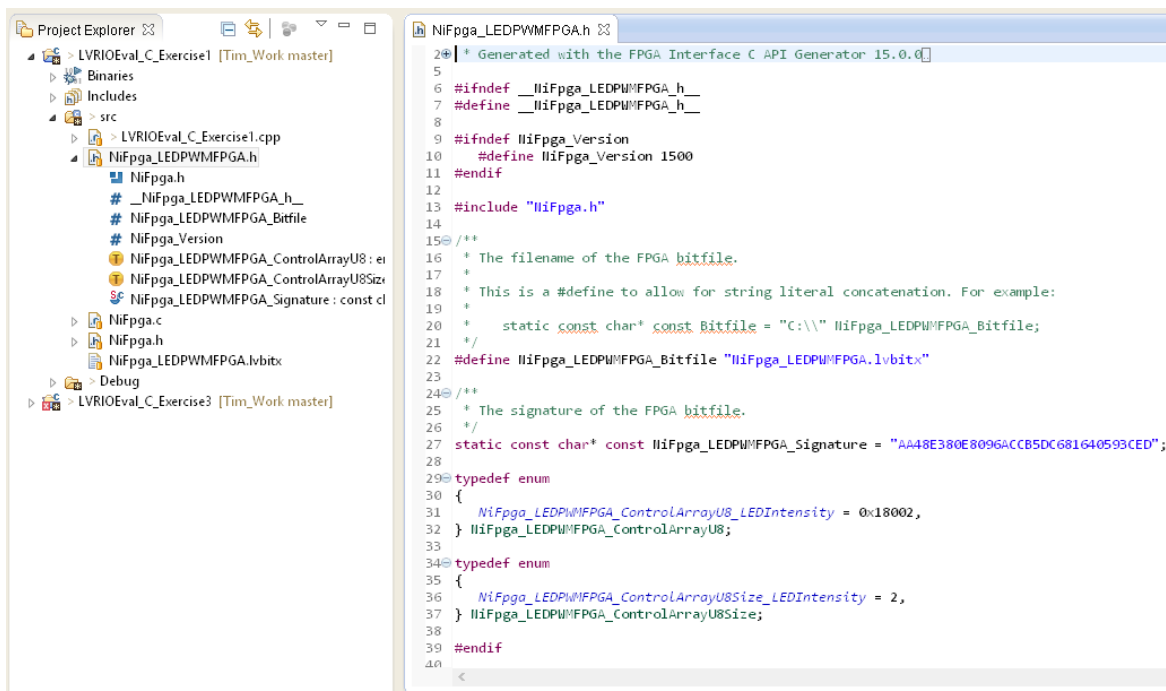 Project Explorer
LVRIOEval_C_Exercise1 [Tim_Work master]
Binaries
Includes
> src
> LVRIOEval_C_Exercise1.cpp
NiFpga_LEDPWMFPGA.h
NiFpga.h
# __NiFpga_LEDPWMFPGA_h__
# NiFpga_LEDPWMFPGA_Bitfile
# NiFpga_Version
NiFpga_LEDPWMFPGA_ControlArrayU8 : er
NiFpga_LEDPWMFPGA_ControlArrayU8Size
NiFpga_LEDPWMFPGA_Signature : const cl
NiFpga.c
NiFpga.h
NiFpga_LEDPWMFPGA.lvbitx
> Debug
> LVRIOEval_C_Exercise3 [Tim_Work master]
NiFpga_LEDPWMFPGA.h
2 * Generated with the FPGA Interface C API Generator 15.0.0
5
6 #ifndef __NiFpga_LEDPWMFPGA_h__
7 #define __NiFpga_LEDPWMFPGA_h__
8
9 #ifndef NiFpga_Version
10 #define NiFpga_Version 1500
11 #endif
12
13 #include "NiFpga.h"
14
15 /**
16 * The filename of the FPGA bitfile.
17 *
18 * This is a #define to allow for string literal concatenation. For example:
19 *
20 * static const char* const Bitfile = "C:\\" NiFpga_LEDPWMFPGA_Bitfile;
21 */
22 #define NiFpga_LEDPWMFPGA_Bitfile "NiFpga_LEDPWMFPGA.lvbitx"
23
24 /**
25 * The signature of the FPGA bitfile.
26 */
27 static const char* const NiFpga_LEDPWMFPGA_Signature = "AA48E380E8096ACCB5DC681640593CED";
28
29 typedef enum
30 {
31 NiFpga_LEDPWMFPGA_ControlArrayU8_LEDIntensity = 0x18002,
32 } NiFpga_LEDPWMFPGA_ControlArrayU8;
33
34 typedef enum
35 {
36 NiFpga_LEDPWMFPGA_ControlArrayU8Size_LEDIntensity = 2,
37 } NiFpga_LEDPWMFPGA_ControlArrayU8Size;
38
39 #endif
40